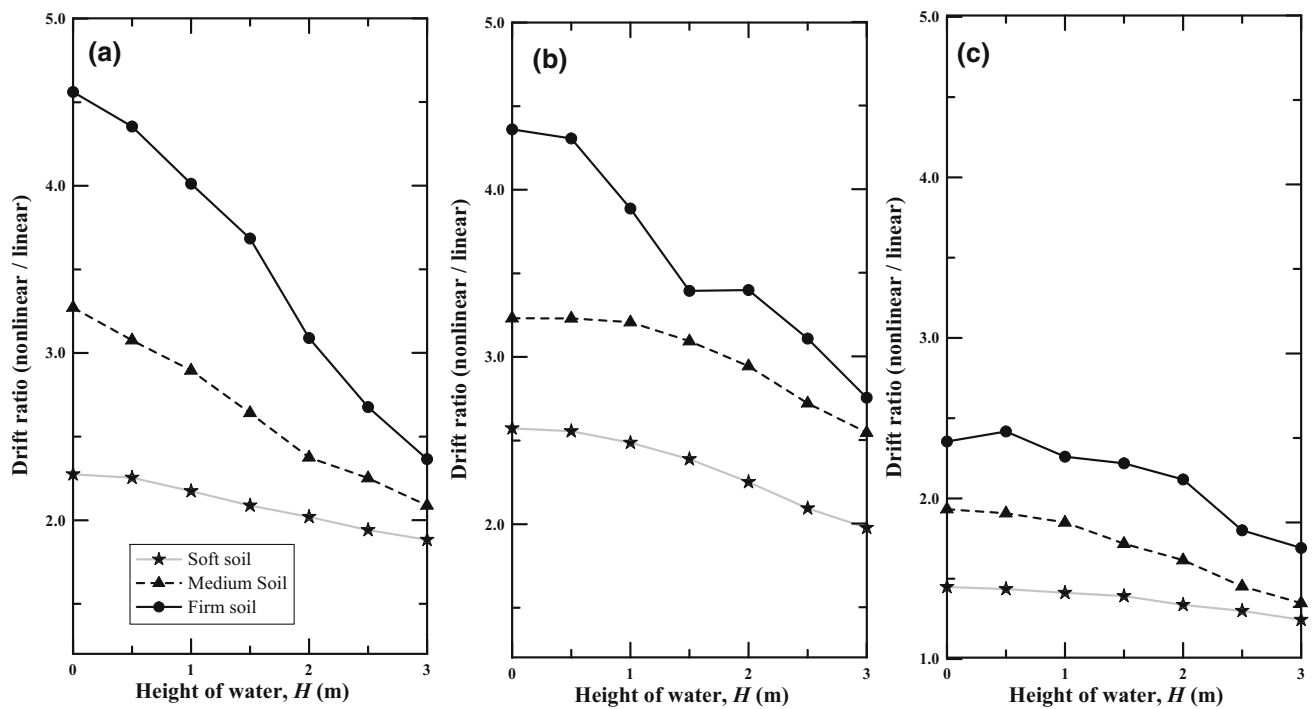 (a)
5.0
4.0
3.0
2.0
Drift ratio (nonlinear / linear)
Soft soil
Medium Soil
Firm soil
0 1 2 3
Height of water, H (m)
(b)
5.0
4.0
3.0
2.0
Drift ratio (nonlinear / linear)
0 1 2 3
Height of water, H (m)
(c)
5.0
4.0
3.0
2.0
1.0
Drift ratio (nonlinear / linear)
0 1 2 3
Height of water, H (m)